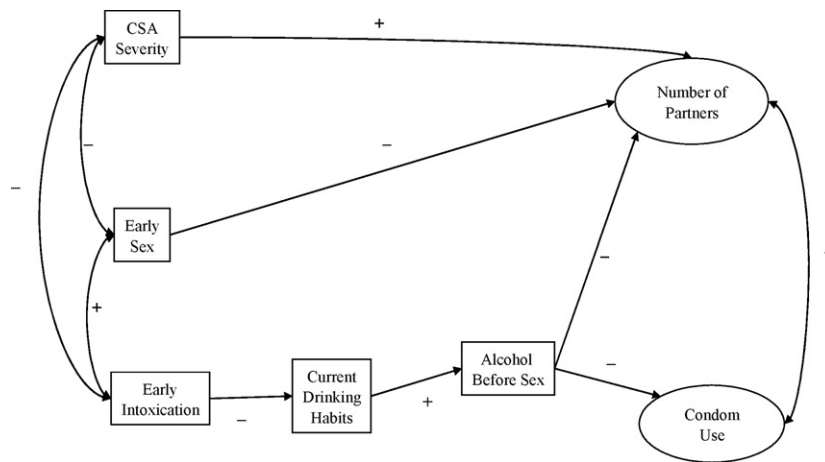 CSA
Severity
+
Number of
Partners
–
–
–
Early
Sex
–
+
Alcohol
Before Sex
–
Early
Intoxication
–
Current
Drinking
Habits
+
Condom
Use